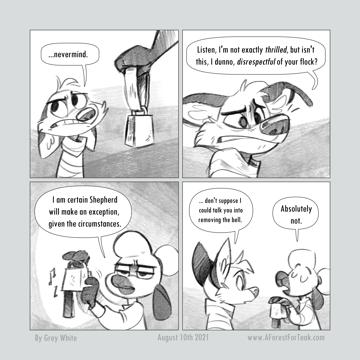 ...nevermind.
Listen, I'm not exactly thrilled, but isn't
this, I dunno, disrespectful of your flock?
I am certain Shepherd
will make an exception,
given the circumstances.
... don't suppose I
could talk you into
removing the bell.
Absolutely
not.
By Grey White
August 10th 2021
www.AForestForTeak.com